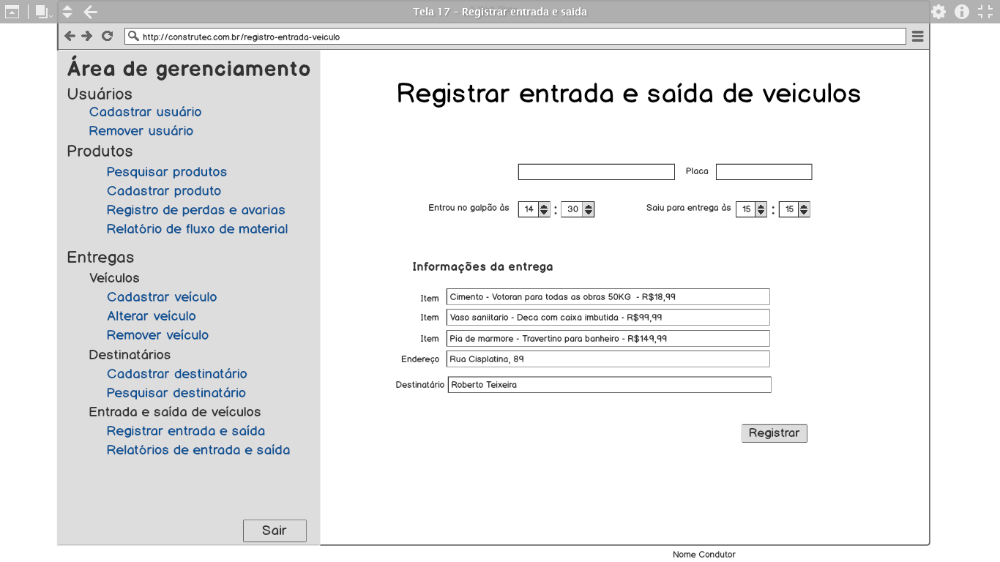 Tela 17 - Registrar entrada e saida
http://construtec.com.br/registro-entrada-veiculo
Área de gerenciamento
Usuários
Cadastrar usuário
Remover usuário
Produtos
Pesquisar produtos
Cadastrar produto
Registro de perdas e avarias
Relatório de fluxo de material
Entregas
Veículos
Cadastrar veículo
Alterar veículo
Remover veículo
Destinatários
Cadastrar destinatário
Pesquisar destinatário
Entrada e saída de veículos
Registrar entrada e saída
Relatórios de entrada e saída
Sair
Registrar entrada e saída de veiculos
Placa
Entrou no galpão às 14 : 30 Saiu para entrega às 15 : 15
Informações da entrega
Item Cimento - Votoran para todas as obras 50KG - R$18,99
Item Vaso saniitario - Deca com caixa imbutida - R$99,99
Item Pia de marmore - Travertino para banheiro - R$149,99
Endereço Rua Cisplatina, 89
Destinatário Roberto Teixeira
Registrar
Nome Condutor